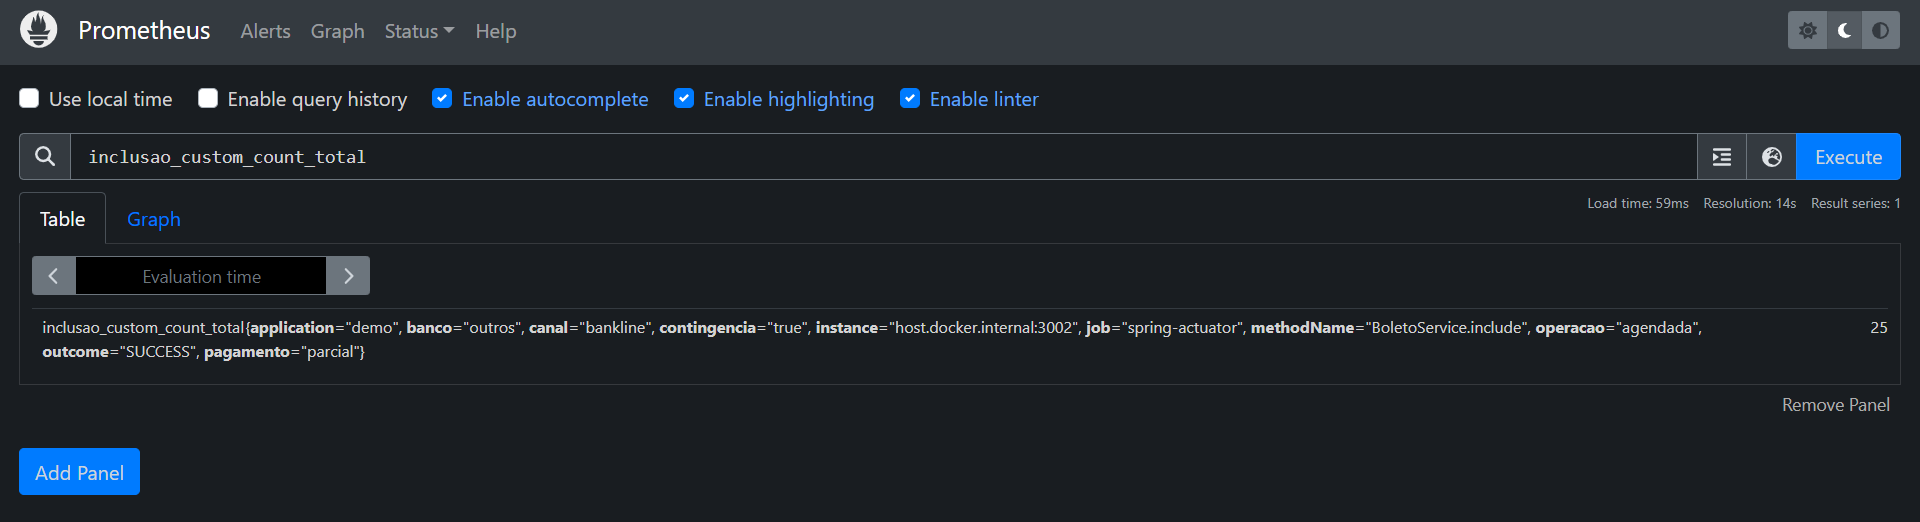 Prometheus Alerts Graph Status Help
Use local time Enable query history Enable autocomplete Enable highlighting Enable linter
inclusao_custom_count_total Execute
Table Graph Load time: 59ms Resolution: 14s Result series: 1
Evaluation time
inclusao_custom_count_total{application="demo", banco="outros", canal="bankline", contingencia="true", instance="host.docker.internal:3002", job="spring-actuator", methodName="BoletoService.include", operacao="agendada", 25
outcome="SUCCESS", pagamento="parcial"}
Remove Panel
Add Panel